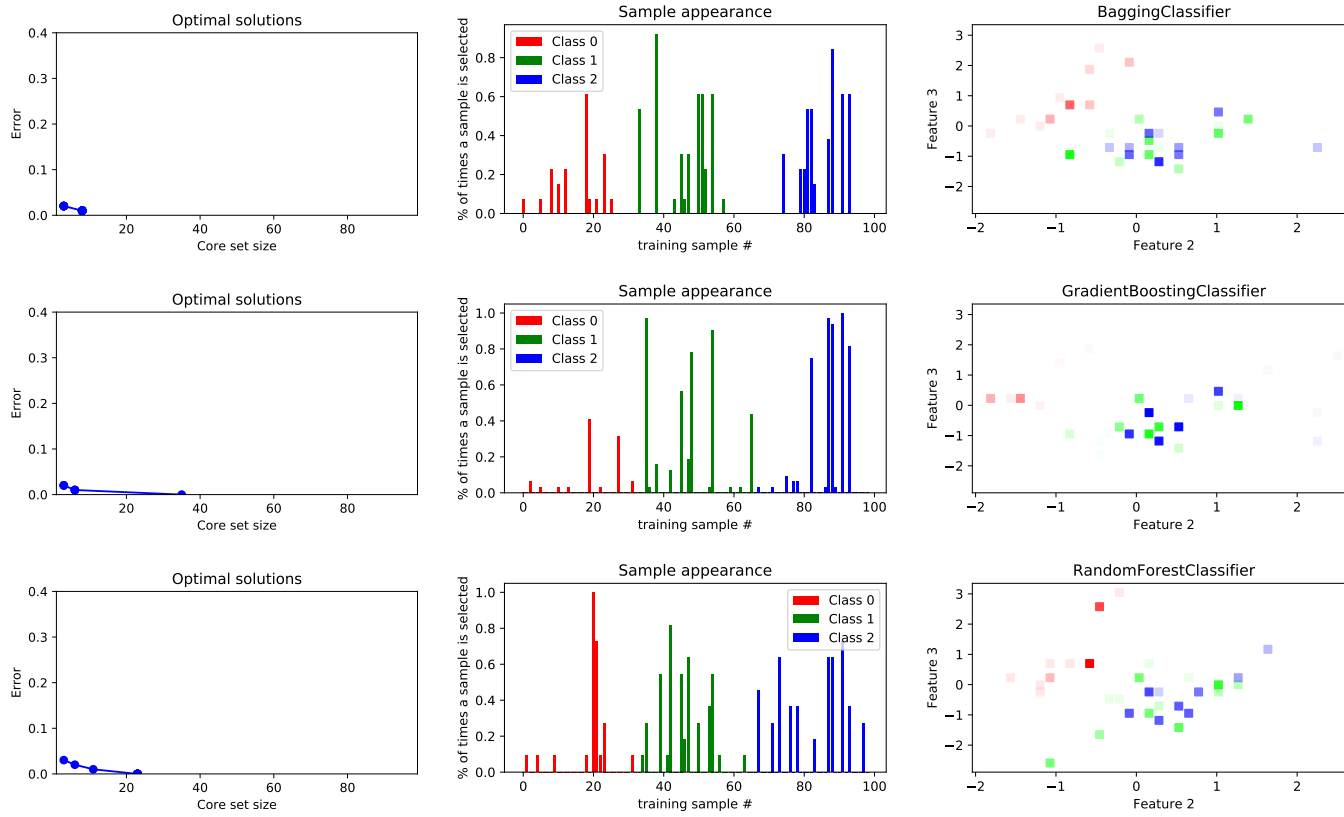 Optimal solutions
Error
0.4
0.3
0.2
0.1
0.0
20 40 60 80
Core set size
Sample appearance
% of times a sample is selected
0.8
0.6
0.4
0.2
0.0
Class 0
Class 1
Class 2
0 20 40 60 80 100
training sample #
BaggingClassifier
Feature 3
3
2
1
0
−1
−2
−2 −1 0 1 2
Feature 2
Optimal solutions
Error
0.4
0.3
0.2
0.1
0.0
20 40 60 80
Core set size
Sample appearance
% of times a sample is selected
1.0
0.8
0.6
0.4
0.2
0.0
Class 0
Class 1
Class 2
0 20 40 60 80 100
training sample #
GradientBoostingClassifier
Feature 3
3
2
1
0
−1
−2
−2 −1 0 1 2
Feature 2
Optimal solutions
Error
0.4
0.3
0.2
0.1
0.0
20 40 60 80
Core set size
Sample appearance
% of times a sample is selected
1.0
0.8
0.6
0.4
0.2
0.0
Class 0
Class 1
Class 2
0 20 40 60 80 100
training sample #
RandomForestClassifier
Feature 3
3
2
1
0
−1
−2
−2 −1 0 1 2
Feature 2